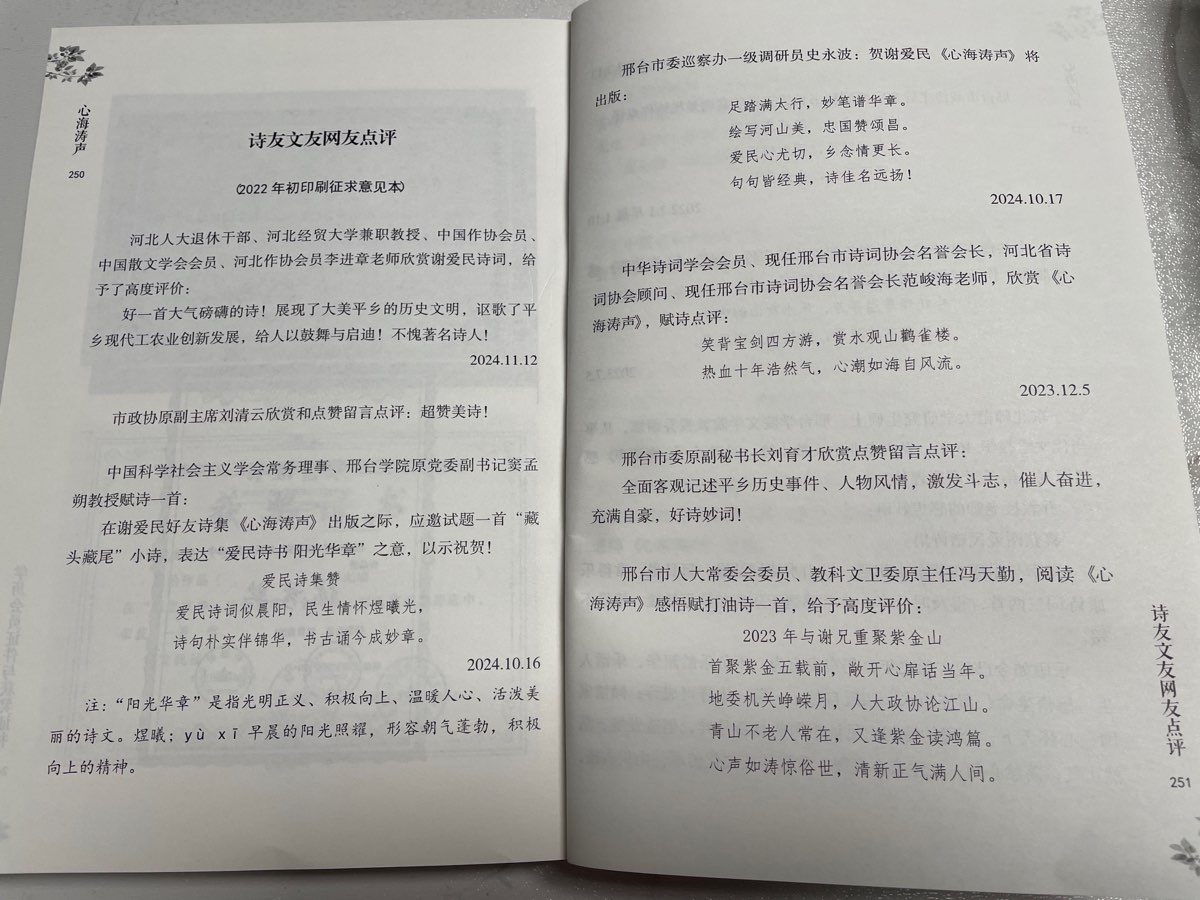 心海涛声
250
诗友文友网友点评
(2022年初印刷征求意见本)
河北人大退休干部、河北经贸大学兼职教授、中国作协会员、
中国散文学会会员、河北作协会员李进章老师欣赏谢爱民诗词，给
予了高度评价：
好一首大气磅礴的诗！展现了大美平乡的历史文明，讴歌了平
乡现代工农业创新发展，给人以鼓舞与启迪！不愧著名诗人！
2024.11.12
市政协原副主席刘清云欣赏和点赞留言点评：超赞美诗！
中国科学社会主义学会常务理事、邢台学院原党委副书记窦孟
朔教授赋诗一首：
在谢爱民好友诗集《心海涛声》出版之际，应邀试题一首“藏
头藏尾”小诗，表达“爱民诗书 阳光华章”之意，以示祝贺！
爱民诗集赞
爱民诗词似晨阳，民生情怀煜曦光，
诗句朴实伴锦华，书古诵今成妙章。
2024.10.16
注：“阳光华章”是指光明正义、积极向上、温暖人心、活泼美
丽的诗文。煜曦：yù xī 早晨的阳光照耀，形容朝气蓬勃，积极
向上的精神。
邢台市委巡察办一级调研员史永波：贺谢爱民《心海涛声》将
出版：
足踏满太行，妙笔谱华章。
绘写河山美，忠国赞颂昌。
爱民心尤切，乡念情更长。
句句皆经典，诗佳名远扬！
2024.10.17
中华诗词学会会员、现任邢台市诗词协会名誉会长，河北省诗
词协会顾问、现任邢台市诗词协会名誉会长范峻海老师，欣赏《心
海涛声》，赋诗点评：
笑背宝剑四方游，赏水观山鹳雀楼。
热血十年浩然气，心潮如海自风流。
2023.12.5
邢台市委原副秘书长刘育才欣赏点赞留言点评：
全面客观记述平乡历史事件、人物风情，激发斗志，催人奋进，
充满自豪，好诗妙词！
邢台市人大常委会委员、教科文卫委原主任冯天勤，阅读《心
海涛声》感悟赋打油诗一首，给予高度评价：
2023年与谢兄重聚紫金山
首聚紫金五载前，敞开心扉话当年。
地委机关峥嵘月，人大政协论江山。
青山不老人常在，又逢紫金读鸿篇。
心声如涛惊俗世，清新正气满人间。
诗友文友网友点评
251